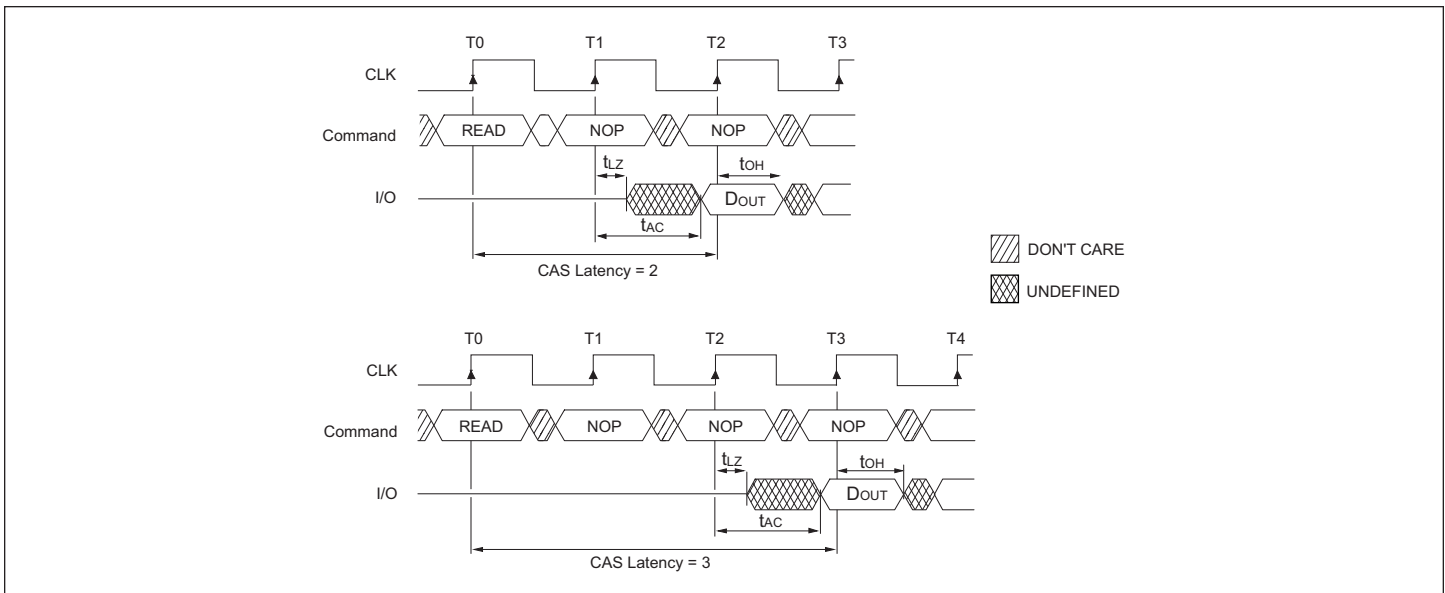 T0 T1 T2 T3
CLK
Command READ NOP NOP
tLZ tOH
I/O DOUT
tAC
CAS Latency = 2
DON'T CARE
UNDEFINED
T0 T1 T2 T3 T4
CLK
Command READ NOP NOP NOP
tLZ tOH
I/O DOUT
tAC
CAS Latency = 3